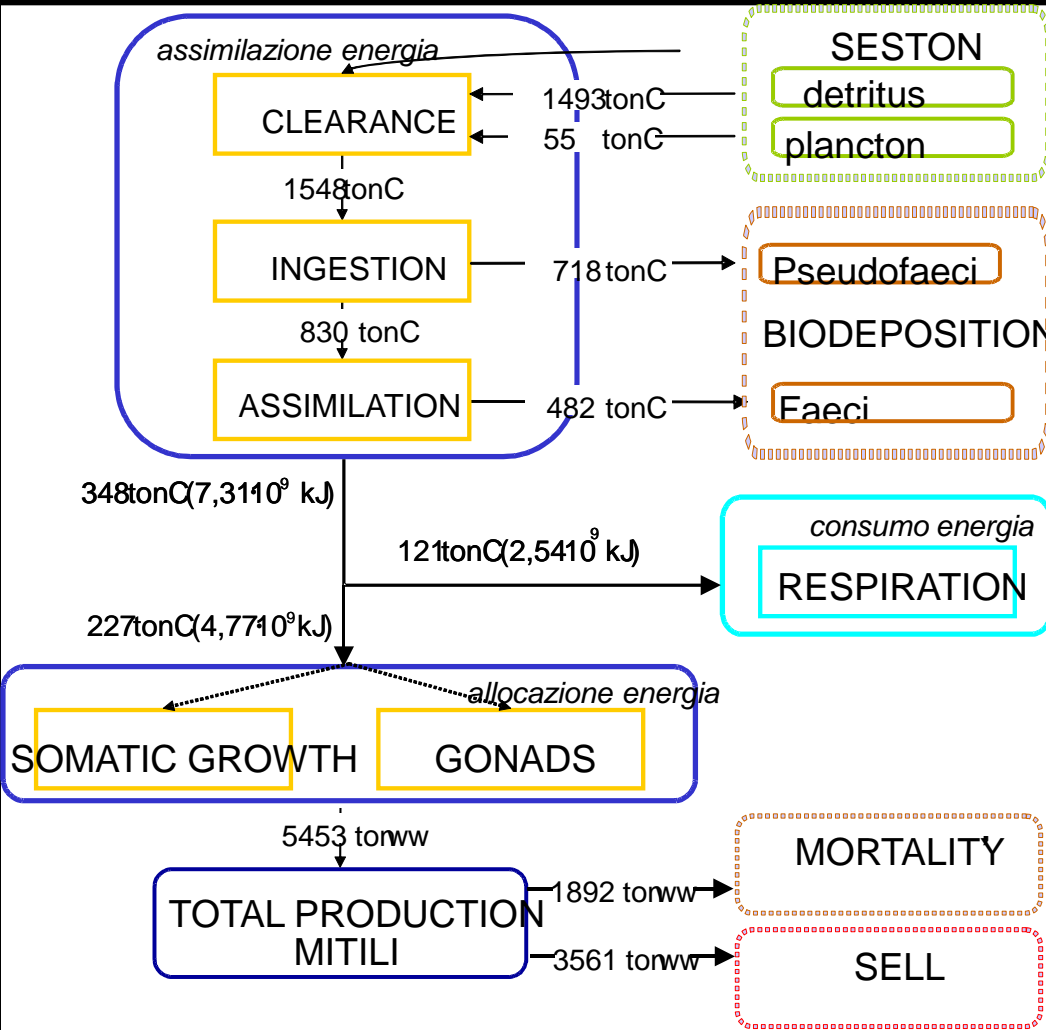 assimilazione energia
SESTON
detritus
plancton
CLEARANCE
1493tonC
55 tonC
1548tonC
INGESTION
718 tonC
Pseudofaeci
BIODEPOSITION
830 tonC
ASSIMILATION
482 tonC
Faeci
348tonC(7,31·10⁹ kJ)
121tonC(2,5410⁹ kJ)
consumo energia
RESPIRATION
227tonC(4,77·10⁹kJ)
allocazione energia
SOMATIC GROWTH
GONADS
5453 tonww
MORTALITY
1892 tonww
TOTAL PRODUCTION
MITILI
3561 tonww
SELL